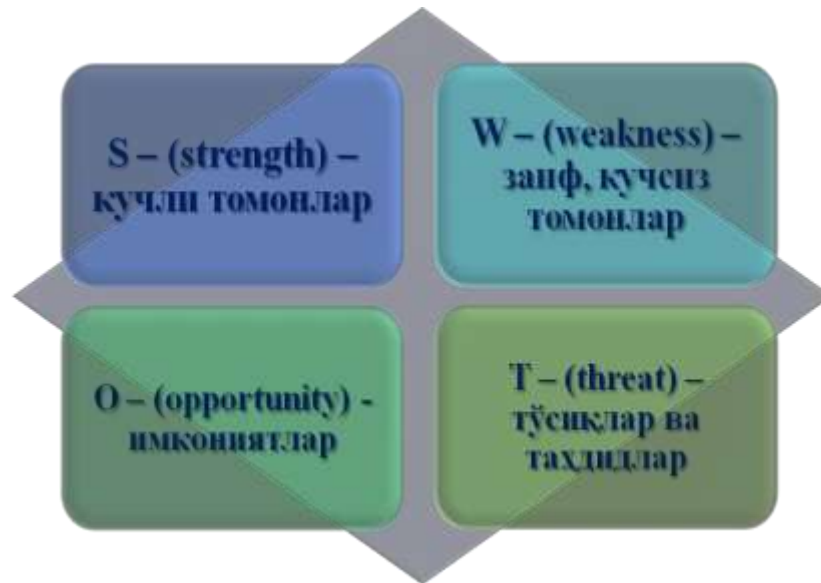 S – (strength) –
кучли томонлар
W – (weakness) –
заиф, кучсиз
томонлар
O – (opportunity) -
имкониятлар
T – (threat) –
тўсиқлар ва
таҳдидлар